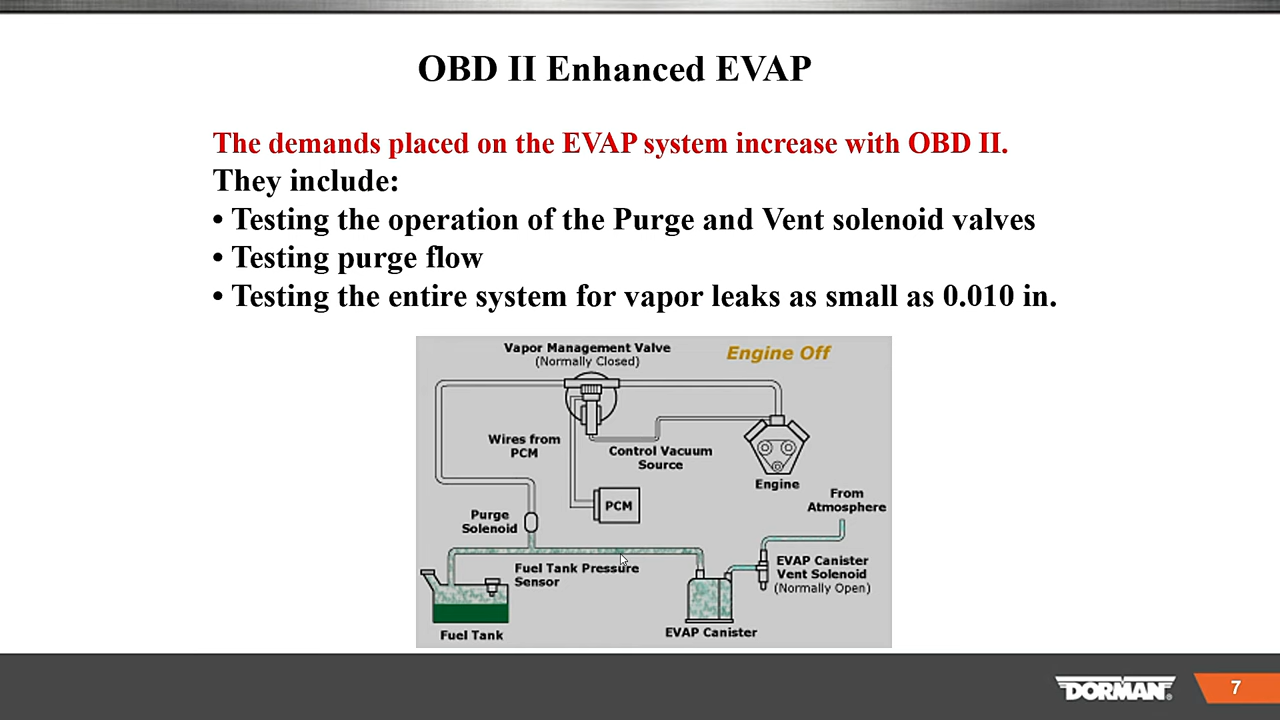 OBD II Enhanced EVAP
The demands placed on the EVAP system increase with OBD II.
They include:
• Testing the operation of the Purge and Vent solenoid valves
• Testing purge flow
• Testing the entire system for vapor leaks as small as 0.010 in.
Vapor Management Valve
(Normally Closed)
Engine Off
Wires from
PCM
Control Vacuum
Source
Engine
PCM
From
Atmosphere
Purge
Solenoid
Fuel Tank Pressure
Sensor
EVAP Canister
Vent Solenoid
(Normally Open)
Fuel Tank
EVAP Canister
DORMAN®
7